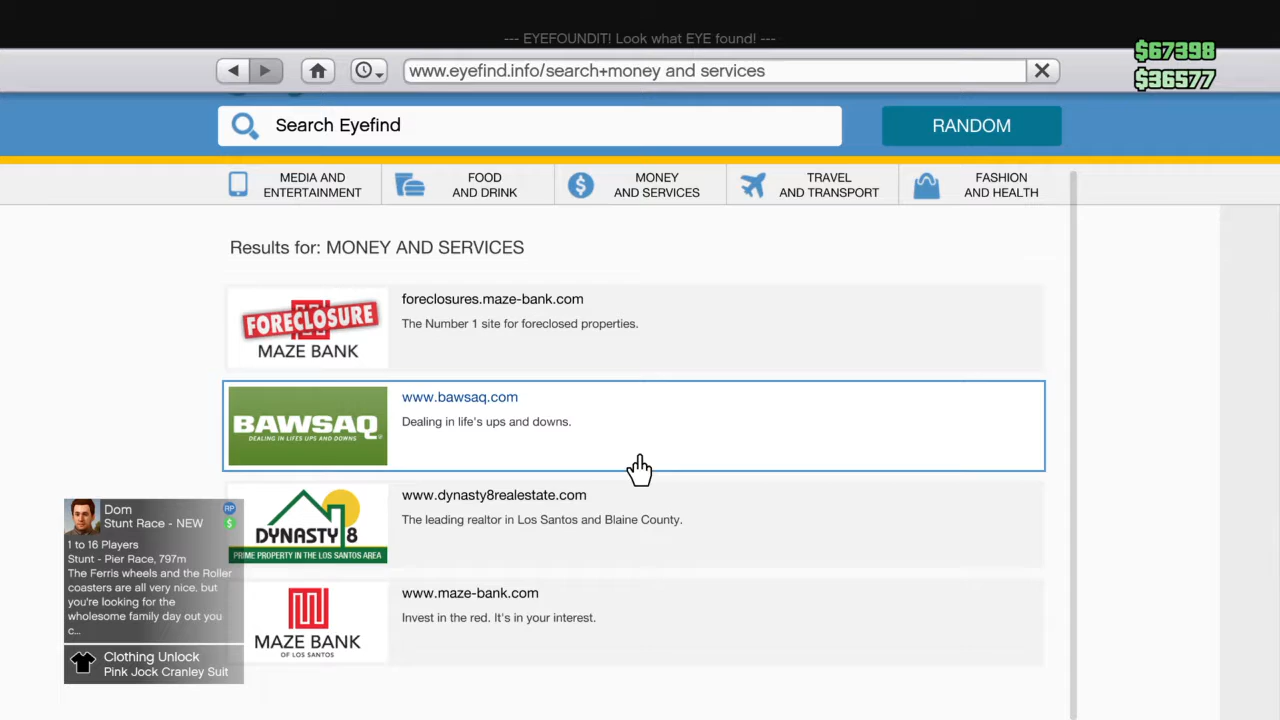 --- EYEFOUNDIT! Look what EYE found! ---
$67398
$36577
www.eyefind.info/search+money and services
Search Eyefind
RANDOM
MEDIA AND
ENTERTAINMENT
FOOD
AND DRINK
MONEY
AND SERVICES
TRAVEL
AND TRANSPORT
FASHION
AND HEALTH
Results for: MONEY AND SERVICES
FORECLOSURE
MAZE BANK
foreclosures.maze-bank.com
The Number 1 site for foreclosed properties.
BAWSAQ
DEALING IN LIFES UPS AND DOWNS
www.bawsaq.com
Dealing in life's ups and downs.
DYNASTY 8
PRIME PROPERTY IN THE LOS SANTOS AREA
www.dynasty8realestate.com
The leading realtor in Los Santos and Blaine County.
MAZE BANK
OF LOS SANTOS
www.maze-bank.com
Invest in the red. It's in your interest.
Dom
RP
Stunt Race - NEW
$
1 to 16 Players
Stunt - Pier Race, 797m
The Ferris wheels and the Roller
coasters are all very nice, but
you're looking for the
wholesome family day out you
c...
Clothing Unlock
Pink Jock Cranley Suit